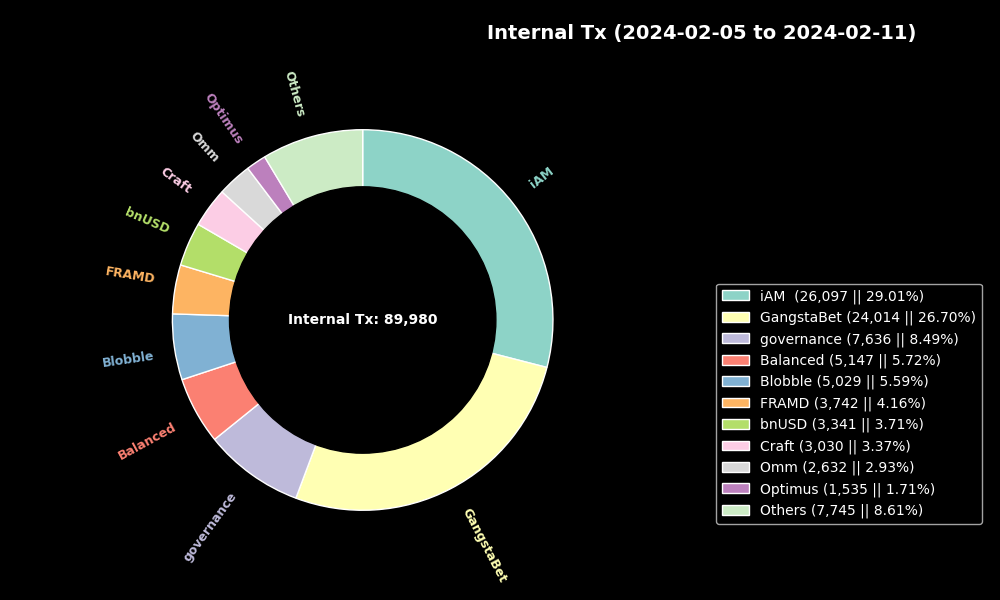 Internal Tx (2024-02-05 to 2024-02-11)
Others
Optimus
Omm
Craft
bnUSD
FRAMD
Blobble
Balanced
governance
GangstaBet
iAM
Internal Tx: 89,980
iAM  (26,097 || 29.01%)
GangstaBet (24,014 || 26.70%)
governance (7,636 || 8.49%)
Balanced (5,147 || 5.72%)
Blobble (5,029 || 5.59%)
FRAMD (3,742 || 4.16%)
bnUSD (3,341 || 3.71%)
Craft (3,030 || 3.37%)
Omm (2,632 || 2.93%)
Optimus (1,535 || 1.71%)
Others (7,745 || 8.61%)